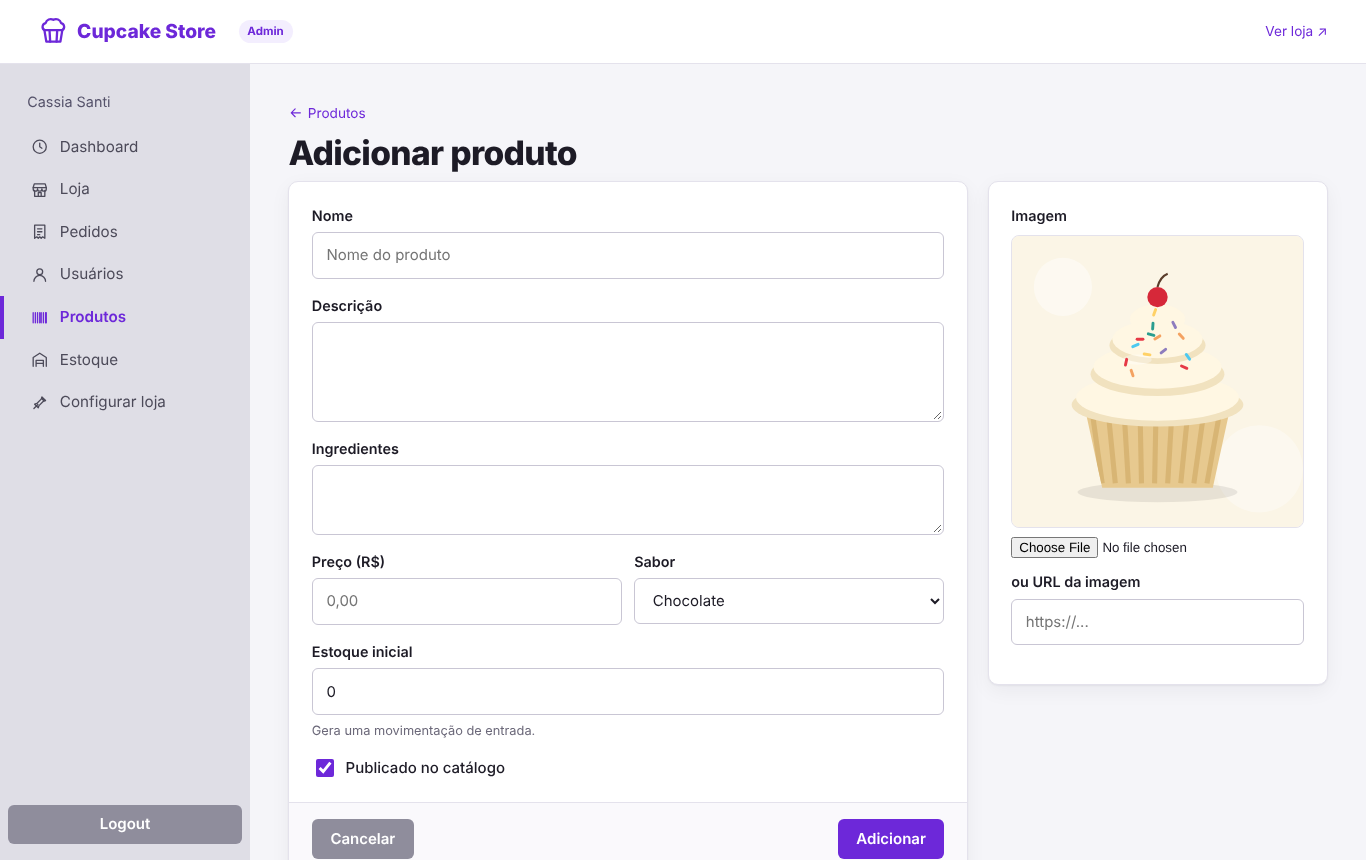 Cupcake Store
Admin
Ver loja ↗
Cassia Santi
Dashboard
Loja
Pedidos
Usuários
Produtos
Estoque
Configurar loja
Logout
← Produtos
Adicionar produto
Nome
Nome do produto
Descrição
Ingredientes
Preço (R$)
Sabor
0,00
Chocolate
Estoque inicial
0
Gera uma movimentação de entrada.
Publicado no catálogo
Cancelar
Adicionar
Imagem
Choose File No file chosen
ou URL da imagem
https://...